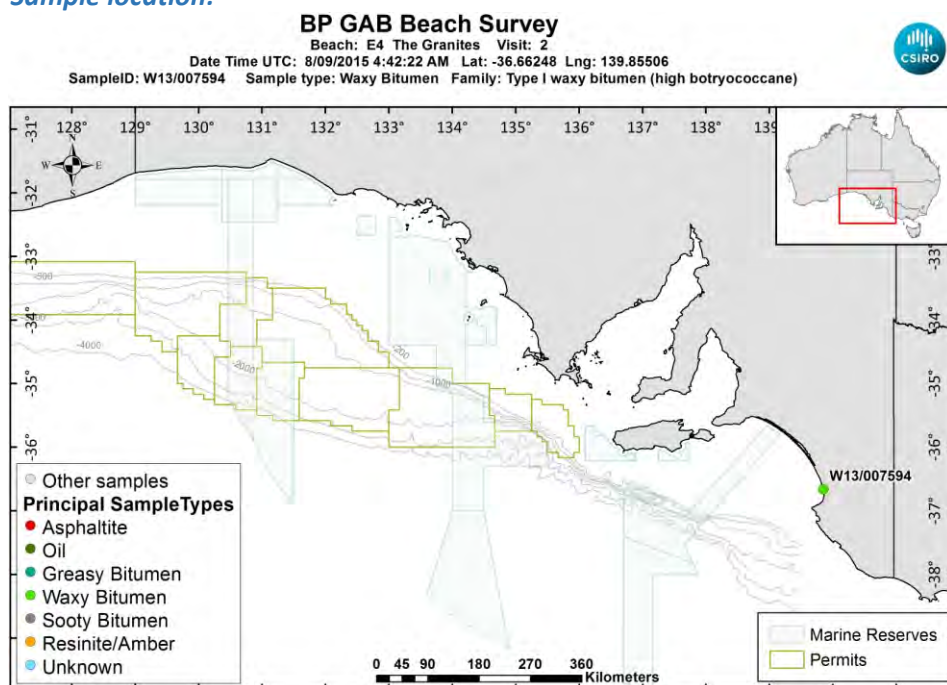 Sample location:
BP GAB Beach Survey
Beach: E4 The Granites Visit: 2
Date Time UTC: 8/09/2015 4:42:22 AM Lat: -36.66248 Lng: 139.85506
SampleID: W13/007594 Sample type: Waxy Bitumen Family: Type I waxy bitumen (high botryococcane)
CSIRO
128° 129° 130° 131° 132° 133° 134° 135° 136° 137° 138° 139
-31°
-32°
-33°
-34°
-35°
-36°
-37°
-38°
N
W E
S
-33°
-34°
-35°
-36°
-37°
-38°
-200
-1000
-2000
-4000
W13/007594
Other samples
Principal SampleTypes
Asphaltite
Oil
Greasy Bitumen
Waxy Bitumen
Sooty Bitumen
Resinite/Amber
Unknown
0 45 90 180 270 360
Kilometers
Marine Reserves
Permits